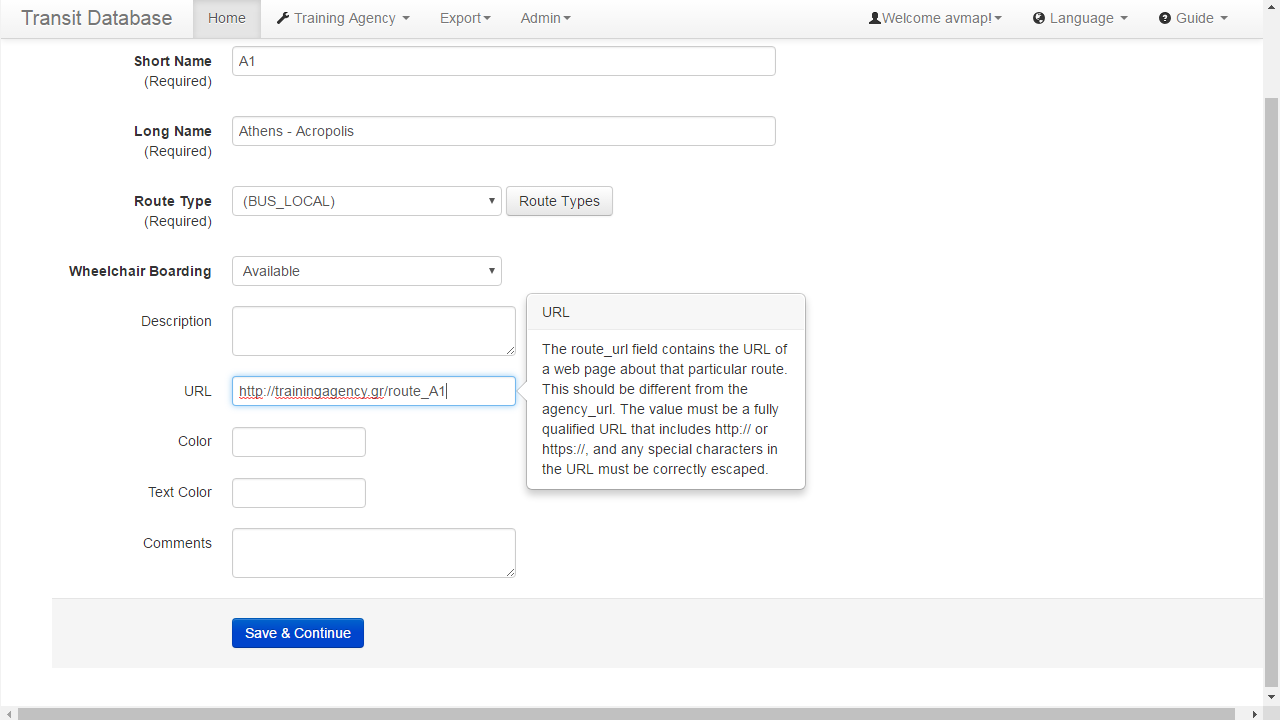 Transit Database Home Training Agency Export Admin Welcome avmap! Language Guide
Short Name
(Required)
A1
Long Name
(Required)
Athens - Acropolis
Route Type
(Required)
(BUS_LOCAL)
Route Types
Wheelchair Boarding
Available
Description
URL
http://trainingagency.gr/route_A1
URL
The route_url field contains the URL of
a web page about that particular route.
This should be different from the
agency_url. The value must be a fully
qualified URL that includes http:// or
https://, and any special characters in
the URL must be correctly escaped.
Color
Text Color
Comments
Save & Continue